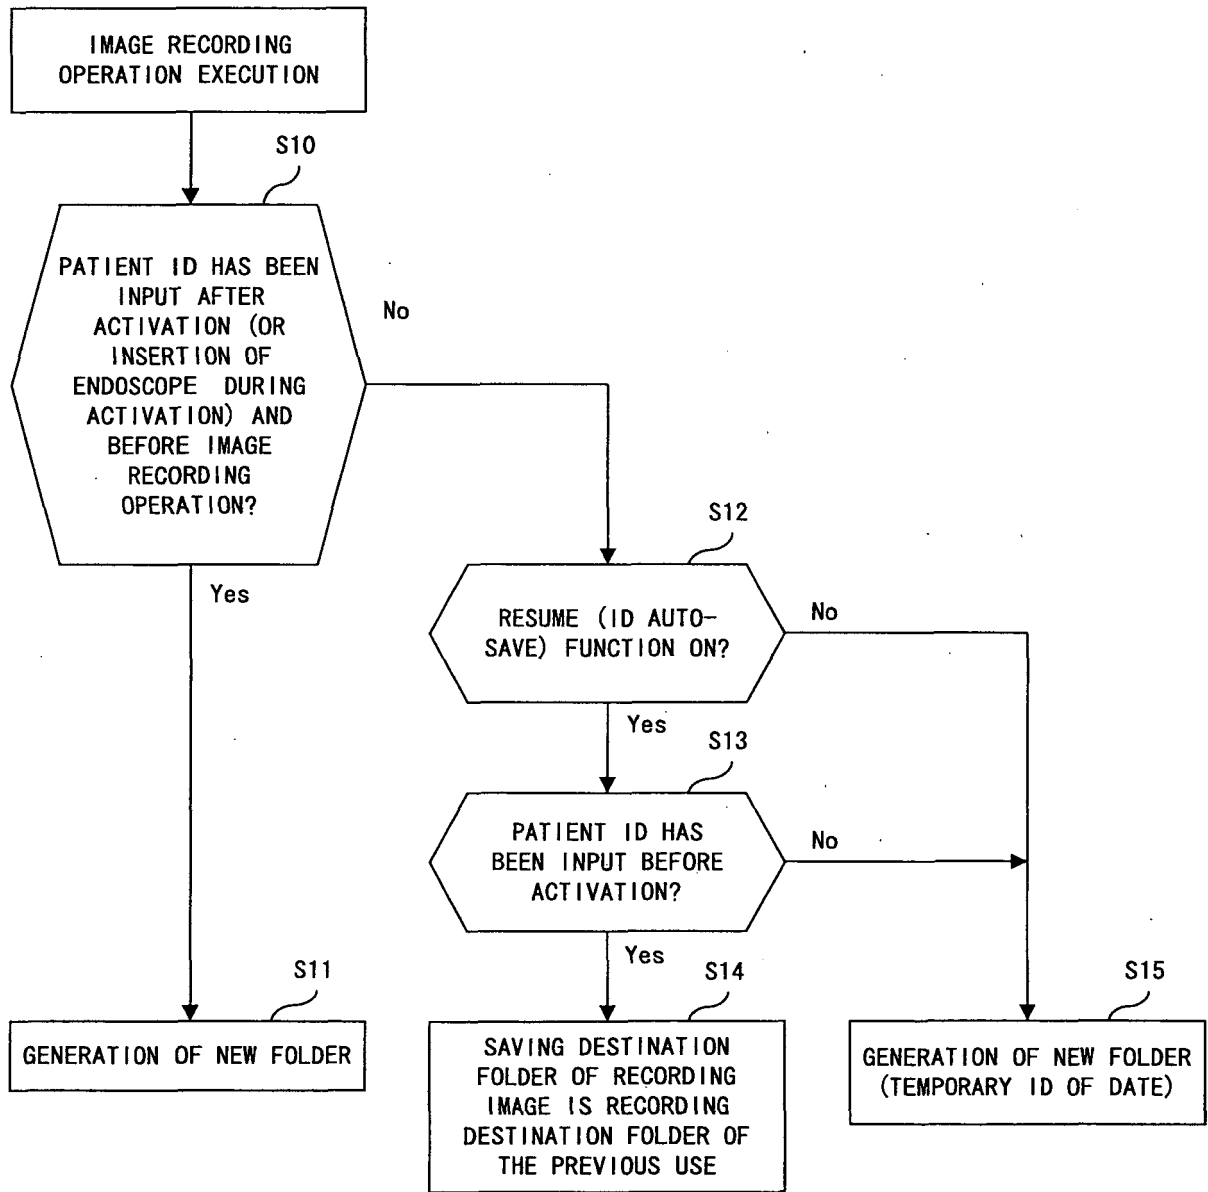 IMAGE RECORDING
OPERATION EXECUTION
S10
PATIENT ID HAS BEEN
INPUT AFTER
ACTIVATION (OR
INSERTION OF
ENDOSCOPE DURING
ACTIVATION) AND
BEFORE IMAGE
RECORDING
OPERATION?
No
Yes
S12
RESUME (ID AUTO-
SAVE) FUNCTION ON?
No
Yes
S13
PATIENT ID HAS
BEEN INPUT BEFORE
ACTIVATION?
No
Yes
S11
GENERATION OF NEW FOLDER
S14
SAVING DESTINATION
FOLDER OF RECORDING
IMAGE IS RECORDING
DESTINATION FOLDER OF
THE PREVIOUS USE
S15
GENERATION OF NEW FOLDER
(TEMPORARY ID OF DATE)